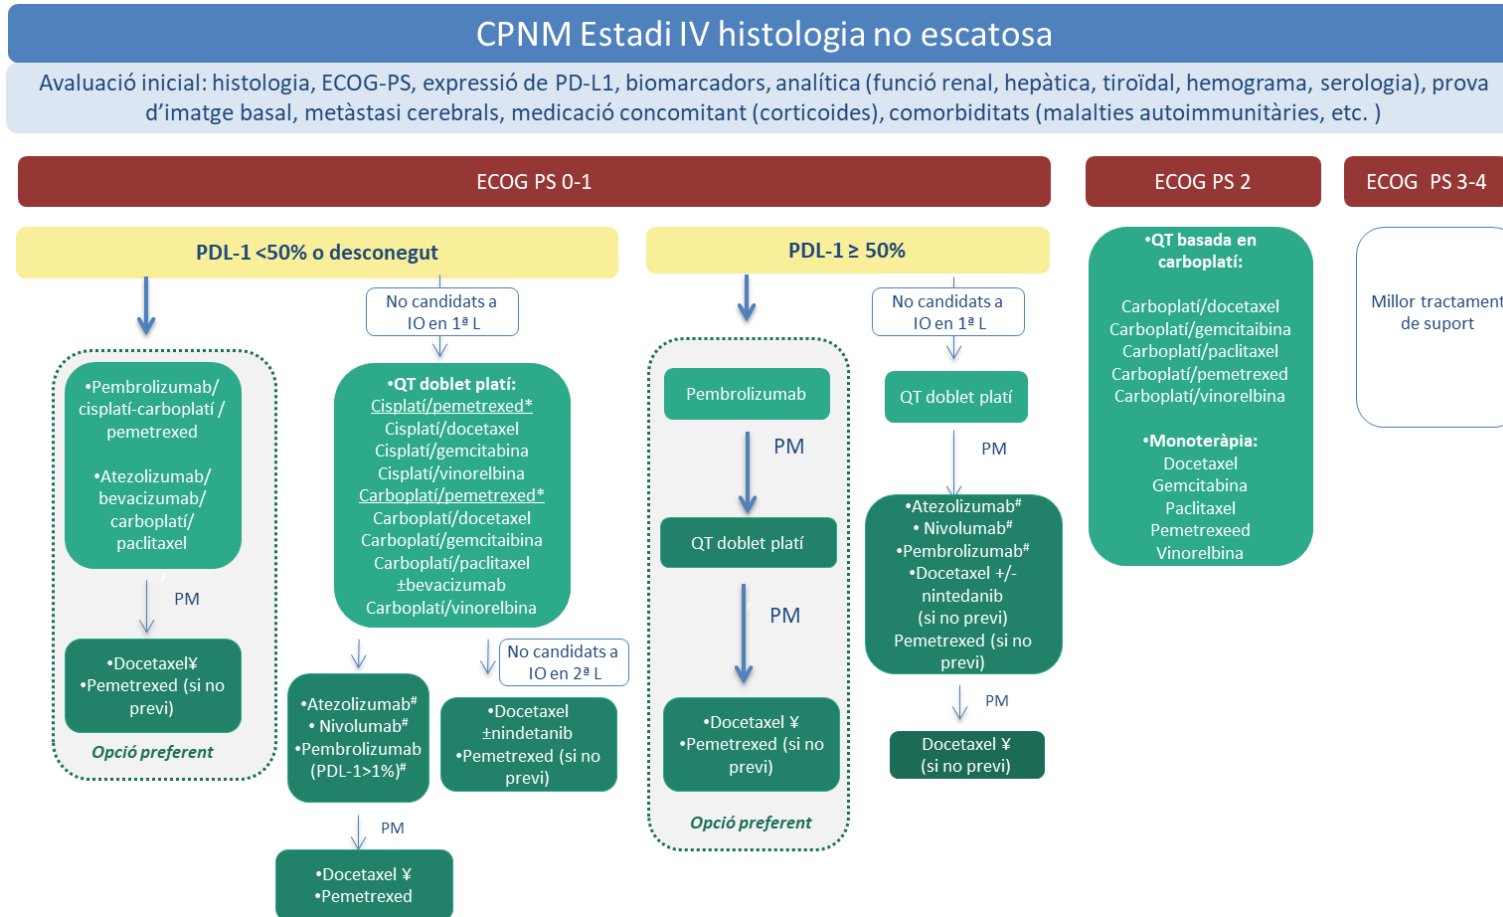 CPNM Estadi IV histologia no escatosa
Avaluació inicial: histologia, ECOG-PS, expressió de PD-L1, biomarcadors, analítica (funció renal, hepàtica, tiroïdal, hemograma, serologia), prova
d'imatge basal, metàstasi cerebrals, medicació concomitant (corticoides), comorbiditats (malalties autoimmunitàries, etc. )
ECOG PS 0-1
ECOG PS 2
ECOG PS 3-4
PDL-1 <50% o desconegut
No candidats a
IO en 1ª L
•Pembrolizumab/
cisplatí-carboplatí /
pemetrexed
•Atezolizumab/
bevacizumab/
carboplatí/
paclitaxel
PM
•Docetaxel¥
•Pemetrexed (si no
previ)
Opció preferent
•QT doblet platí:
Cisplatí/pemetrexed*
Cisplatí/docetaxel
Cisplatí/gemcitabina
Cisplatí/vinorelbina
Carboplatí/pemetrexed*
Carboplatí/docetaxel
Carboplatí/gemcitaibina
Carboplatí/paclitaxel
±bevacizumab
Carboplatí/vinorelbina
No candidats a
IO en 2ª L
•Atezolizumab#
• Nivolumab#
•Pembrolizumab
(PDL-1>1%)#
•Docetaxel
±nindetanib
•Pemetrexed (si no
previ)
PM
•Docetaxel ¥
•Pemetrexed
PDL-1 ≥ 50%
No candidats a
IO en 1ª L
Pembrolizumab
PM
QT doblet platí
PM
•Docetaxel ¥
•Pemetrexed (si no
previ)
Opció preferent
QT doblet platí
PM
•Atezolizumab#
• Nivolumab#
•Pembrolizumab#
•Docetaxel +/-
nintedanib
(si no previ)
Pemetrexed (si no
previ)
PM
Docetaxel ¥
(si no previ)
•QT basada en
carboplatí:
Carboplatí/docetaxel
Carboplatí/gemcitaibina
Carboplatí/paclitaxel
Carboplatí/pemetrexed
Carboplatí/vinorelbina
•Monoteràpia:
Docetaxel
Gemcitabina
Paclitaxel
Pemetrexeed
Vinorelbina
Millor tractament
de suport